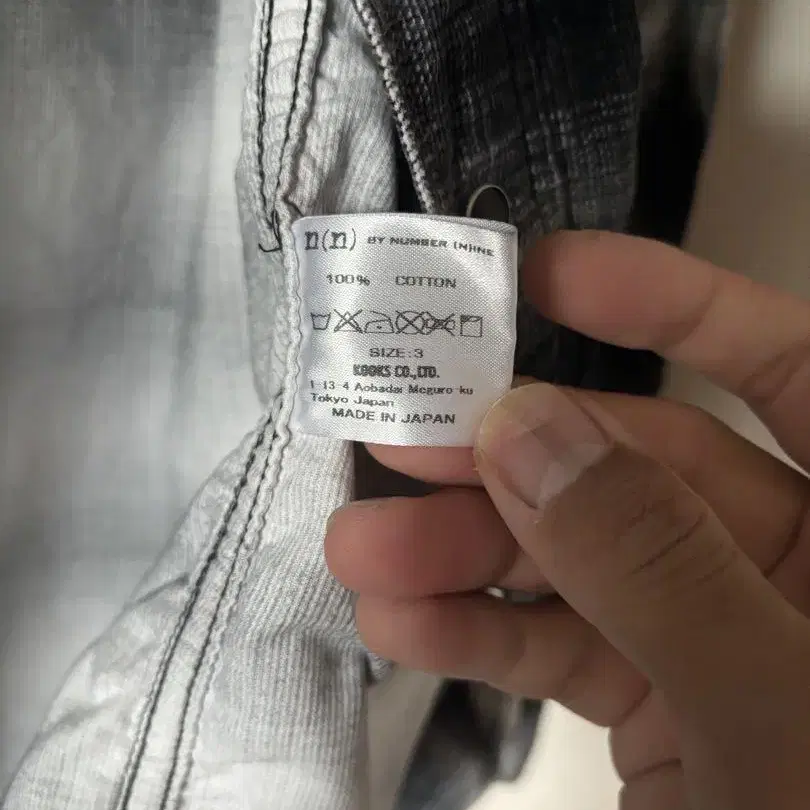 n(n) BY NUMBER (N)INE
100% COTTON
SIZE:3
KOOKS CO.,LTD.
1-13-4 Aobadai Meguro-ku
Tokyo Japan
MADE IN JAPAN